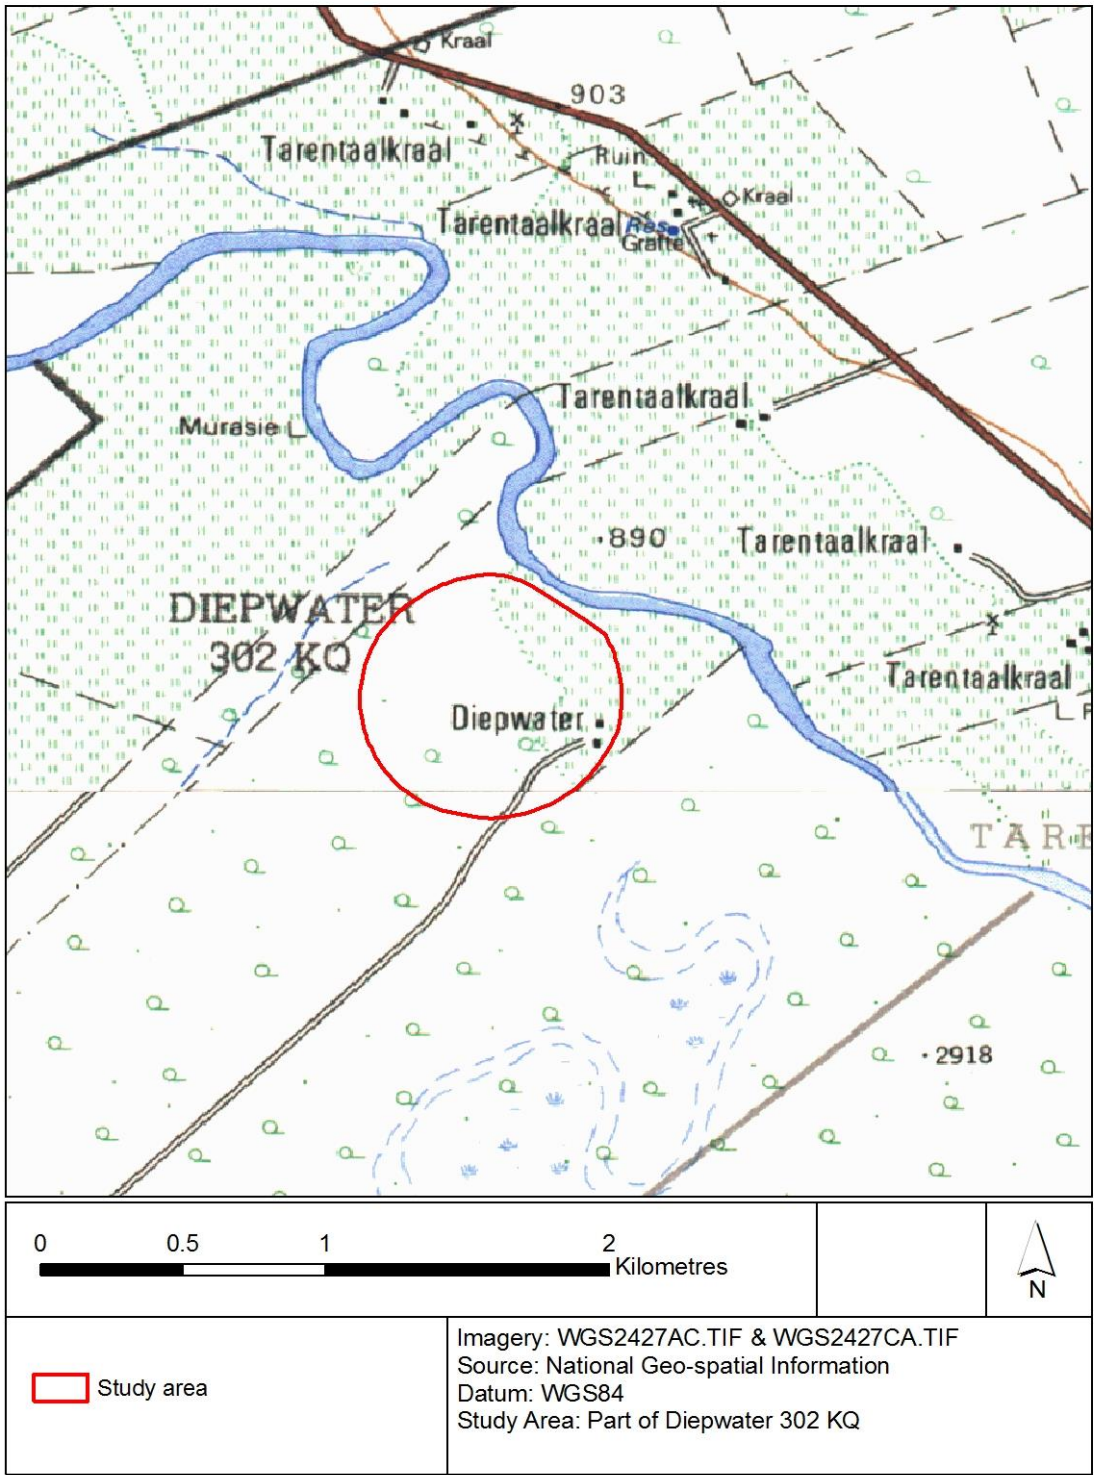 Kraal
903
Tarentaalkraal
Ruin
Kraal
Tarentaalkraal
Res
Grafte
Tarentaalkraal
Murasie
890
Tarentaalkraal
DIEPWATER
302 KQ
Tarentaalkraal
Diepwater
TARE
2918
0 0.5 1 2
Kilometres
N
Study area
Imagery: WGS2427AC.TIF & WGS2427CA.TIF
Source: National Geo-spatial Information
Datum: WGS84
Study Area: Part of Diepwater 302 KQ